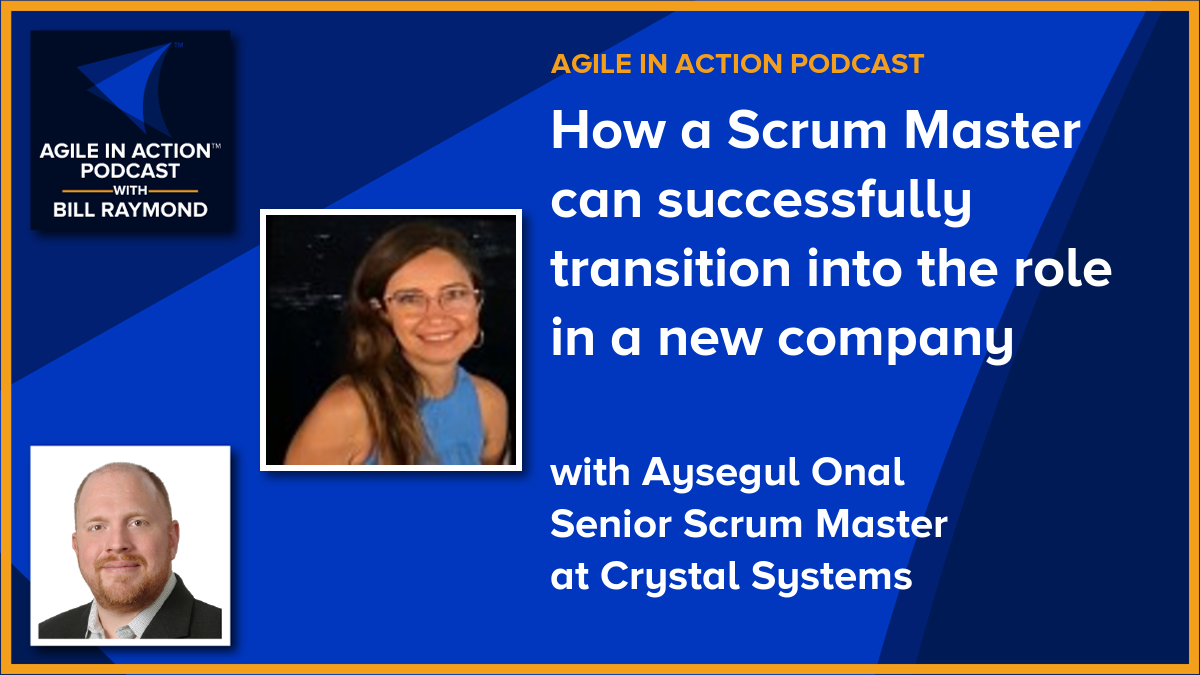 AGILE IN ACTION™
PODCAST
WITH
BILL RAYMOND
AGILE IN ACTION PODCAST
How a Scrum Master
can successfully
transition into the role
in a new company
with Aysegul Onal
Senior Scrum Master
at Crystal Systems
TM